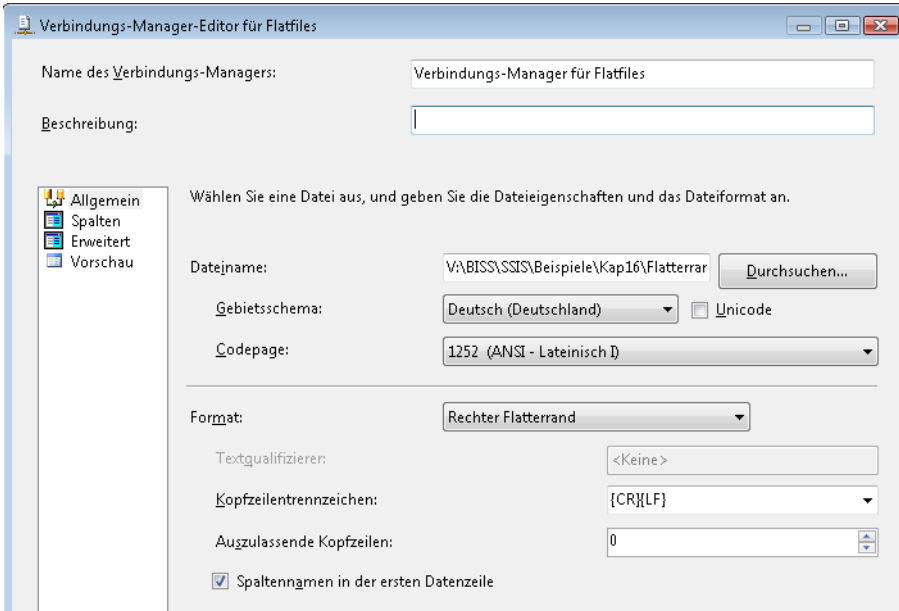 Verbindungs-Manager-Editor für Flatfiles
Name des Verbindungs-Managers: Verbindungs-Manager für Flatfiles
Beschreibung:
Allgemein
Spalten
Erweitert
Vorschau
Wählen Sie eine Datei aus, und geben Sie die Dateieigenschaften und das Dateiformat an.
Dateiname: V:\BISS\SSIS\Beispiele\Kap16\Flatterrar Durchsuchen...
Gebietsschema: Deutsch (Deutschland) Unicode
Codepage: 1252 (ANSI - Lateinisch I)
Format: Rechter Flatterrand
Textqualifizierer: <Keine>
Kopfzeilentrennzeichen: {CR}{LF}
Auszulassende Kopfzeilen: 0
Spaltennamen in der ersten Datenzeile